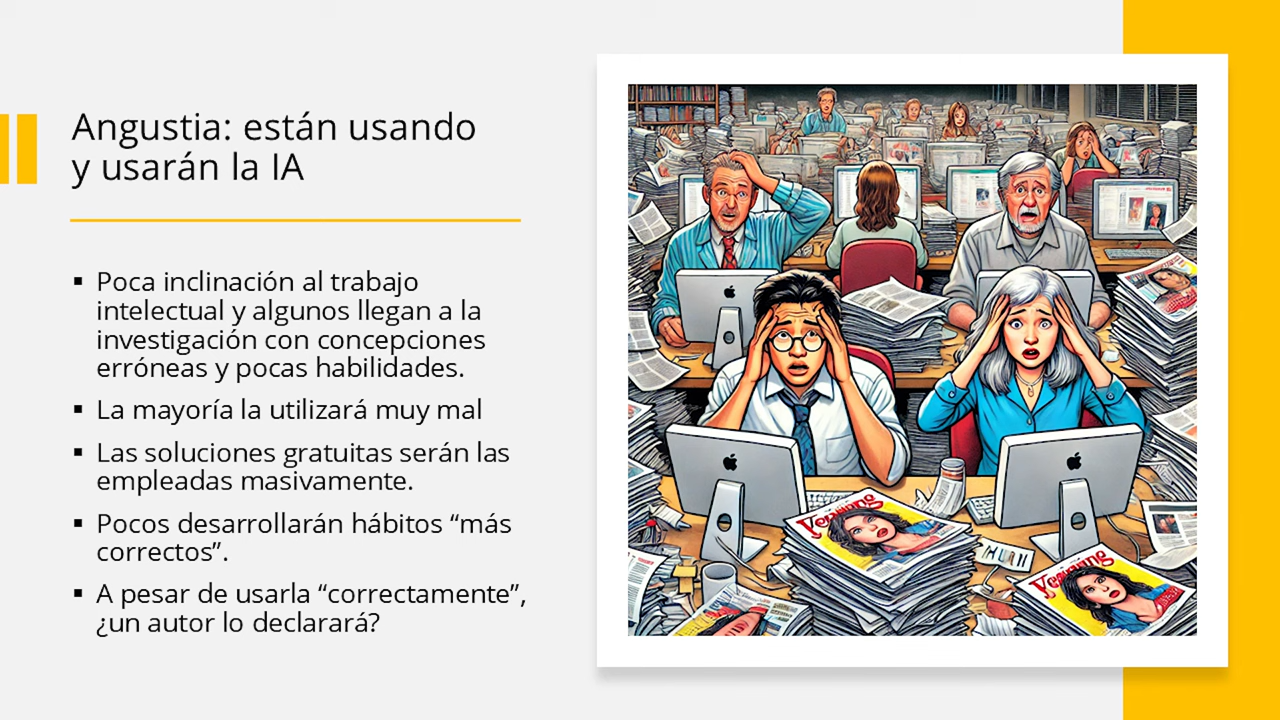 Angustia: están usando
y usarán la IA
▪ Poca inclinación al trabajo
intelectual y algunos llegan a la
investigación con concepciones
erróneas y pocas habilidades.
▪ La mayoría la utilizará muy mal
▪ Las soluciones gratuitas serán las
empleadas masivamente.
▪ Pocos desarrollarán hábitos “más
correctos”.
▪ A pesar de usarla “correctamente”,
¿un autor lo declarará?